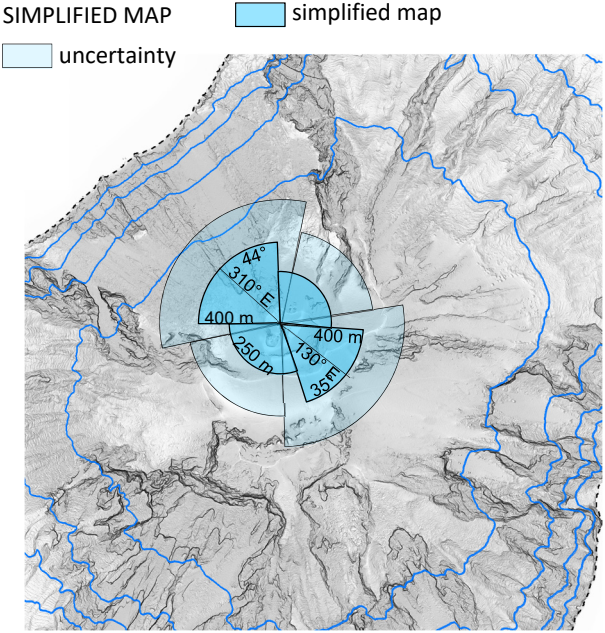 SIMPLIFIED MAP
simplified map
uncertainty
44°
310° E
400 m
400 m
250 m
130°
35°E